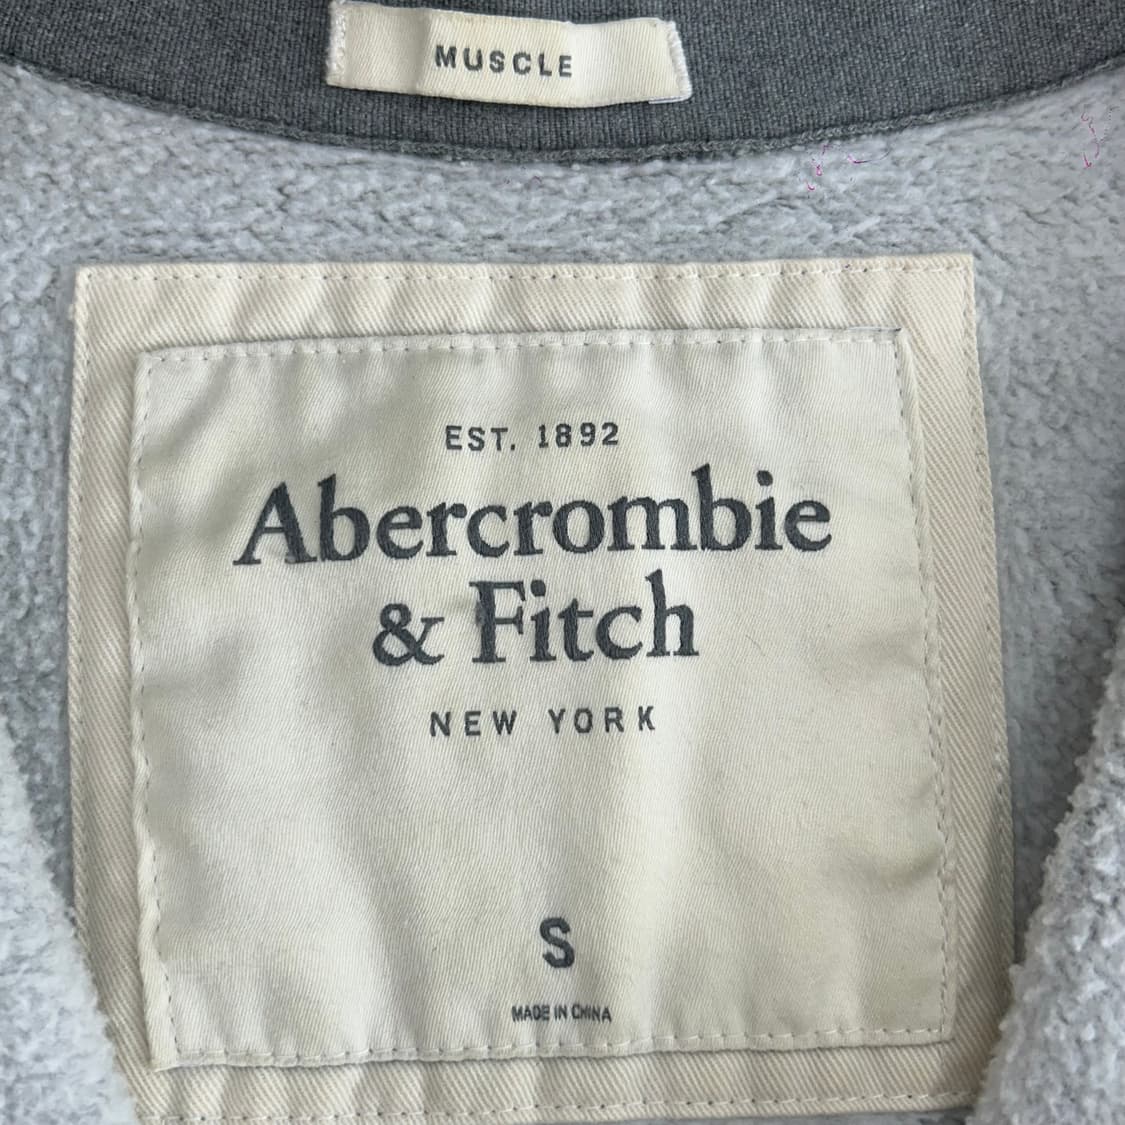 MUSCLE
EST. 1892
Abercrombie
& Fitch
NEW YORK
S
MADE IN CHINA